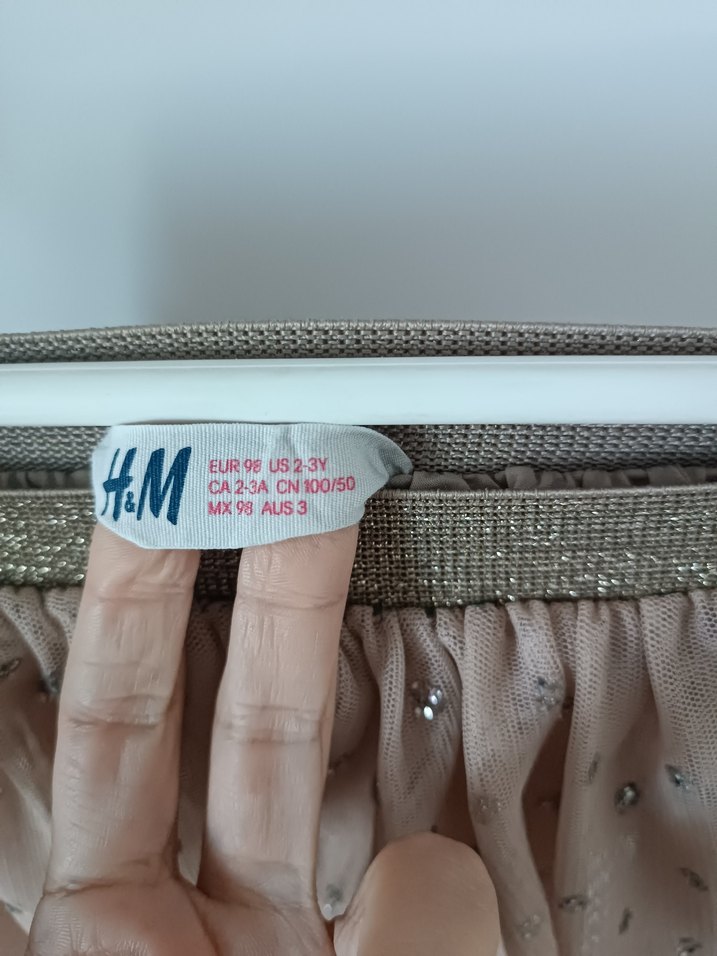 H&M
EUR 98 US 2-3Y
CA 2-3A CN 100/50
MX 98 AUS 3